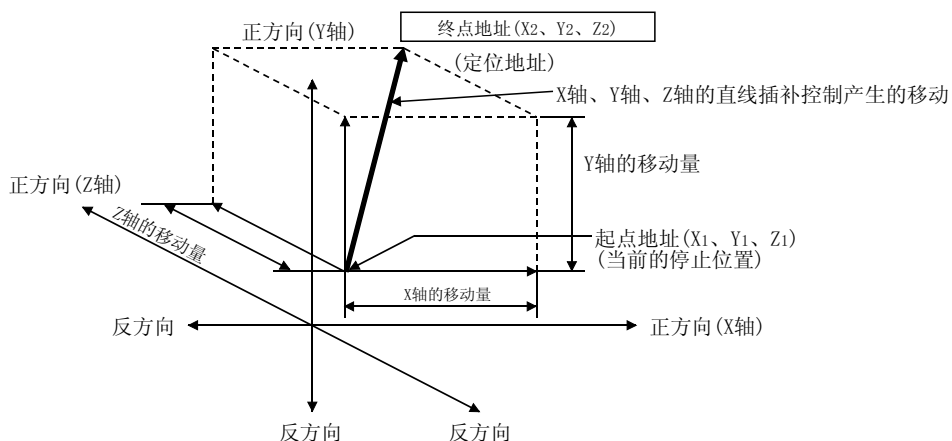 正方向(Y轴)
终点地址(X2、Y2、Z2)
(定位地址)
X轴、Y轴、Z轴的直线插补控制产生的移动
Y轴的移动量
正方向(Z轴)
Z轴的移动量
起点地址(X1、Y1、Z1)
(当前的停止位置)
X轴的移动量
反方向
正方向(X轴)
反方向
反方向